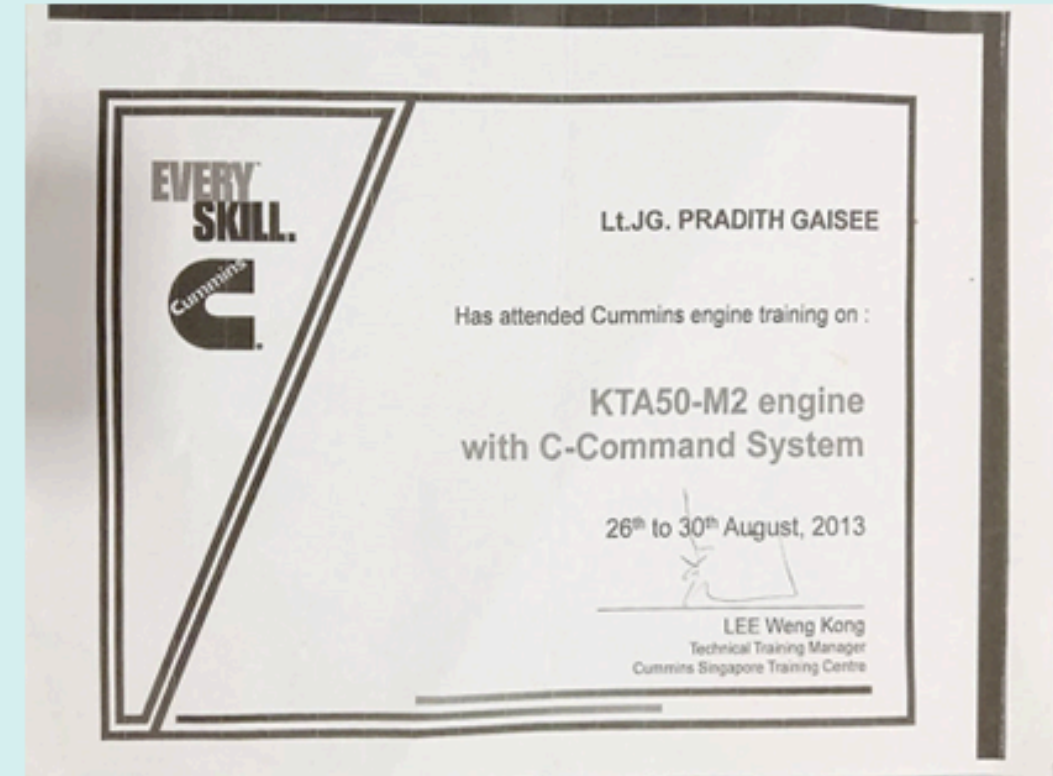 EVERY™
SKILL.
Cummins
Lt.JG. PRADITH GAISEE
Has attended Cummins engine training on :
KTA50-M2 engine
with C-Command System
26th to 30th August, 2013
LEE Weng Kong
Technical Training Manager
Cummins Singapore Training Centre